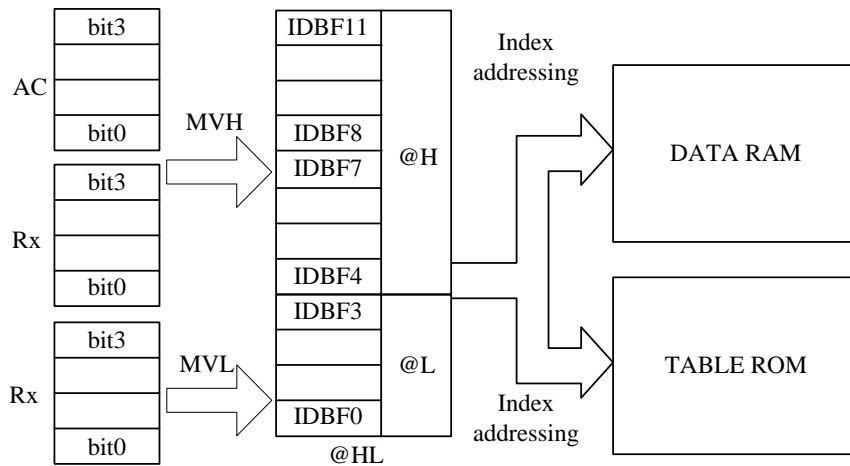 bit3
AC
bit0
bit3
Rx
bit0
bit3
Rx
bit0
MVH
MVL
IDBF11
IDBF8
IDBF7
IDBF4
IDBF3
IDBF0
@H
@L
@HL
Index
addressing
DATA RAM
TABLE ROM
Index
addressing